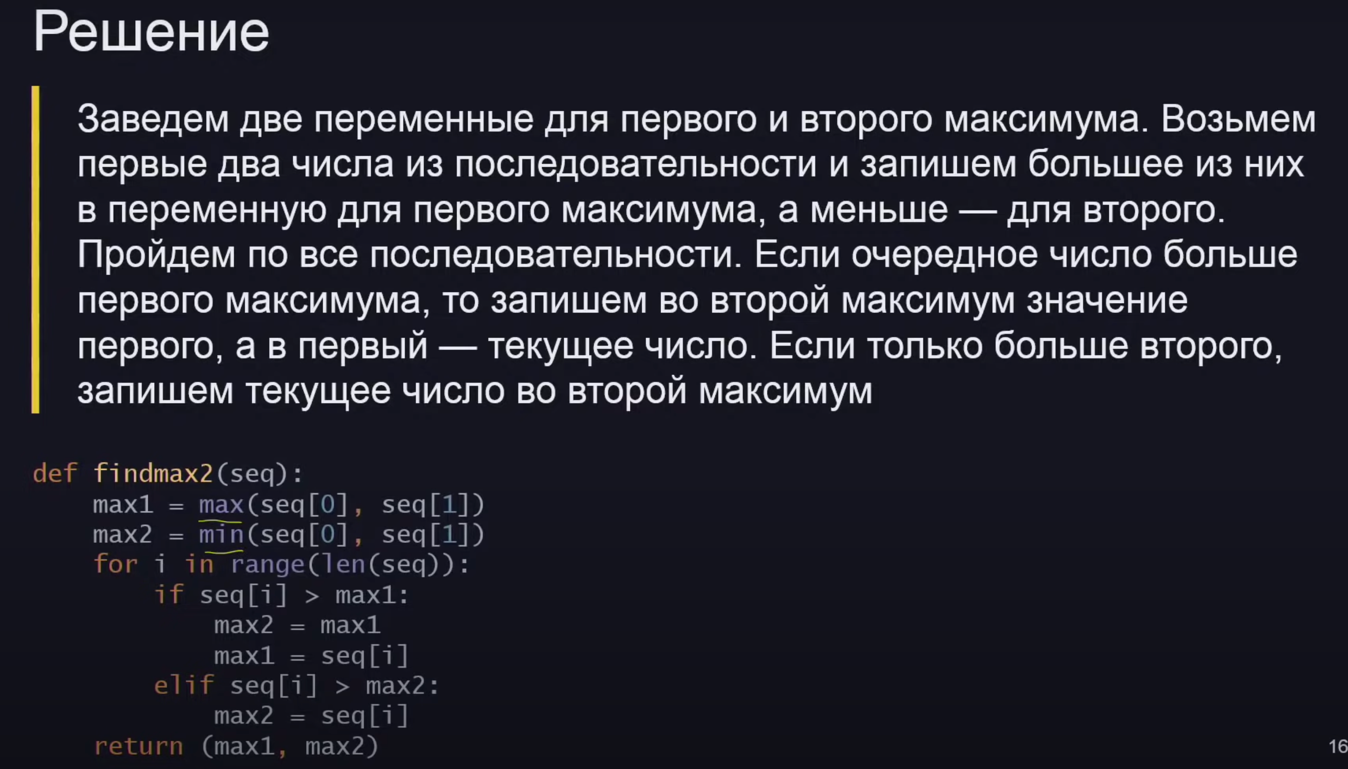 Решение
Заведем две переменные для первого и второго максимума. Возьмем
первые два числа из последовательности и запишем большее из них
в переменную для первого максимума, а меньше — для второго.
Пройдем по все последовательности. Если очередное число больше
первого максимума, то запишем во второй максимум значение
первого, а в первый — текущее число. Если только больше второго,
запишем текущее число во второй максимум
def findmax2(seq):
    max1 = max(seq[0], seq[1])
    max2 = min(seq[0], seq[1])
    for i in range(len(seq)):
        if seq[i] > max1:
            max2 = max1
            max1 = seq[i]
        elif seq[i] > max2:
            max2 = seq[i]
    return (max1, max2)
16